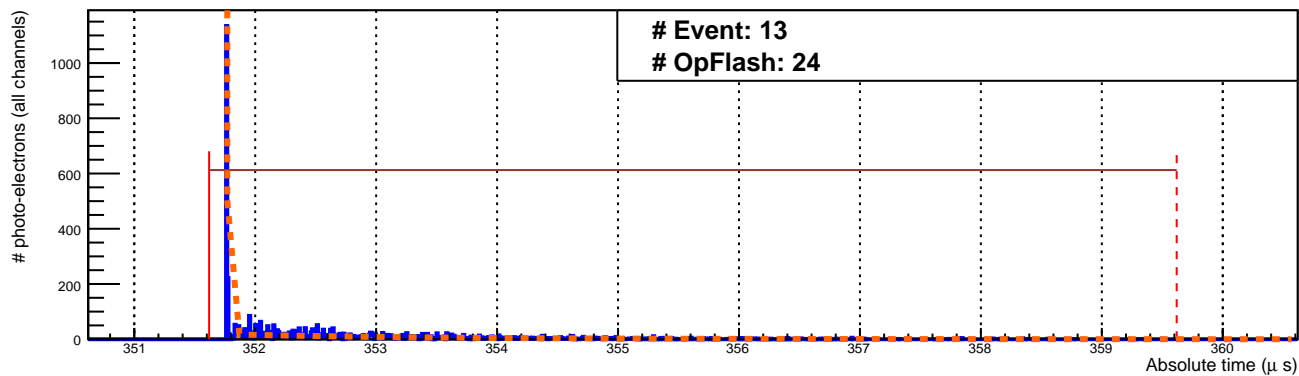 # Event: 13
# OpFlash: 24
# photo-electrons (all channels)
1000
800
600
400
200
0
351 352 353 354 355 356 357 358 359 360
Absolute time (μ s)